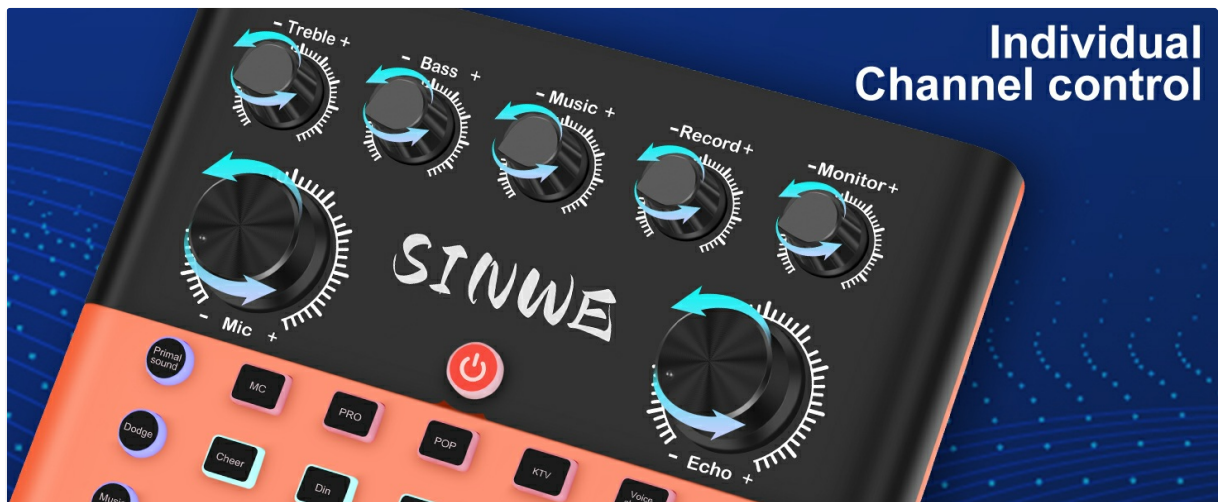 Individual
Channel control
- Treble +
- Bass +
- Music +
-Record+
-Monitor+
SINWE
- Mic +
- Echo +
Primal
sound
MC
PRO
POP
KTV
Voice
Dodge
Cheer
Din
Music